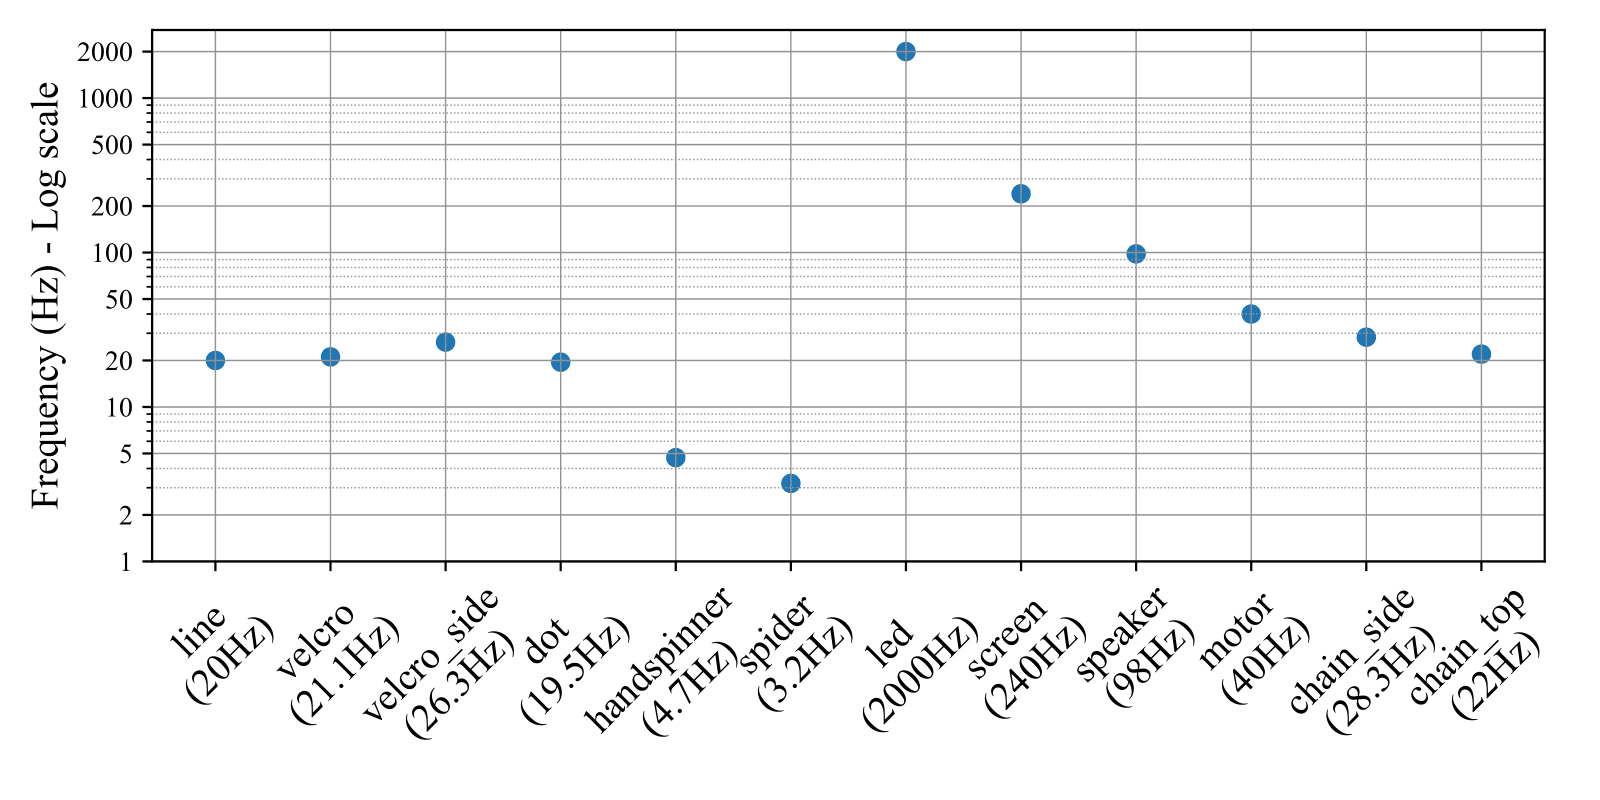 Frequency (Hz) - Log scale
2000
1000
500
200
100
50
20
10
5
2
1
line
(20Hz)
velcro
(21.1Hz)
velcro_side
(26.3Hz)
dot
(19.5Hz)
handspinner
(4.7Hz)
spider
(3.2Hz)
led
(2000Hz)
screen
(240Hz)
speaker
(98Hz)
motor
(40Hz)
chain_side
(28.3Hz)
chain_top
(22Hz)